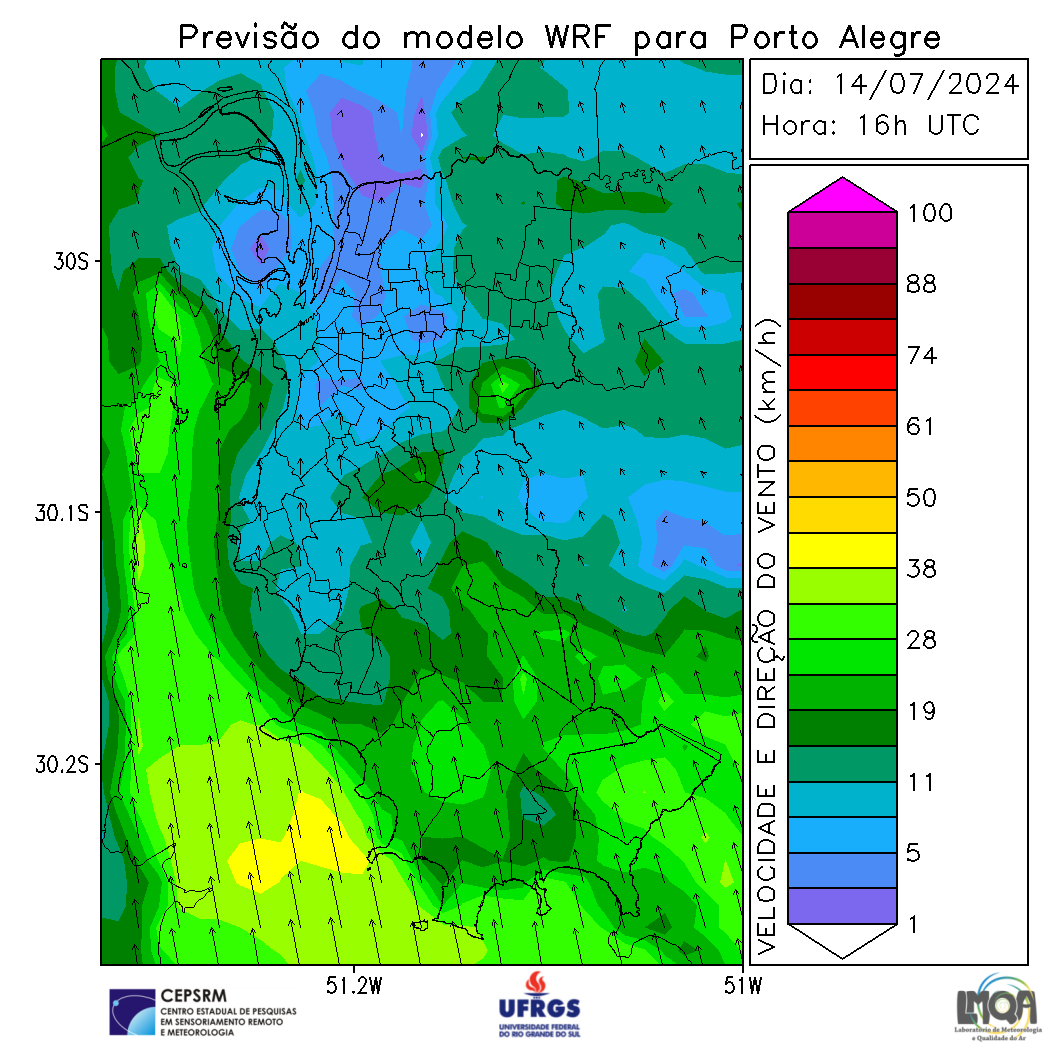 Previsão do modelo WRF para Porto Alegre
Dia: 14/07/2024
Hora: 16h UTC
30S
30.1S
30.2S
51.2W
51W
VELOCIDADE E DIREÇÃO DO VENTO (km/h)
100
88
74
61
50
38
28
19
11
5
1
CEPSRM
CENTRO ESTADUAL DE PESQUISAS
EM SENSORIAMENTO REMOTO
E METEOROLOGIA
UFRGS
UNIVERSIDADE FEDERAL
DO RIO GRANDE DO SUL
LMQA
Laboratório de Meteorologia
e Qualidade do Ar